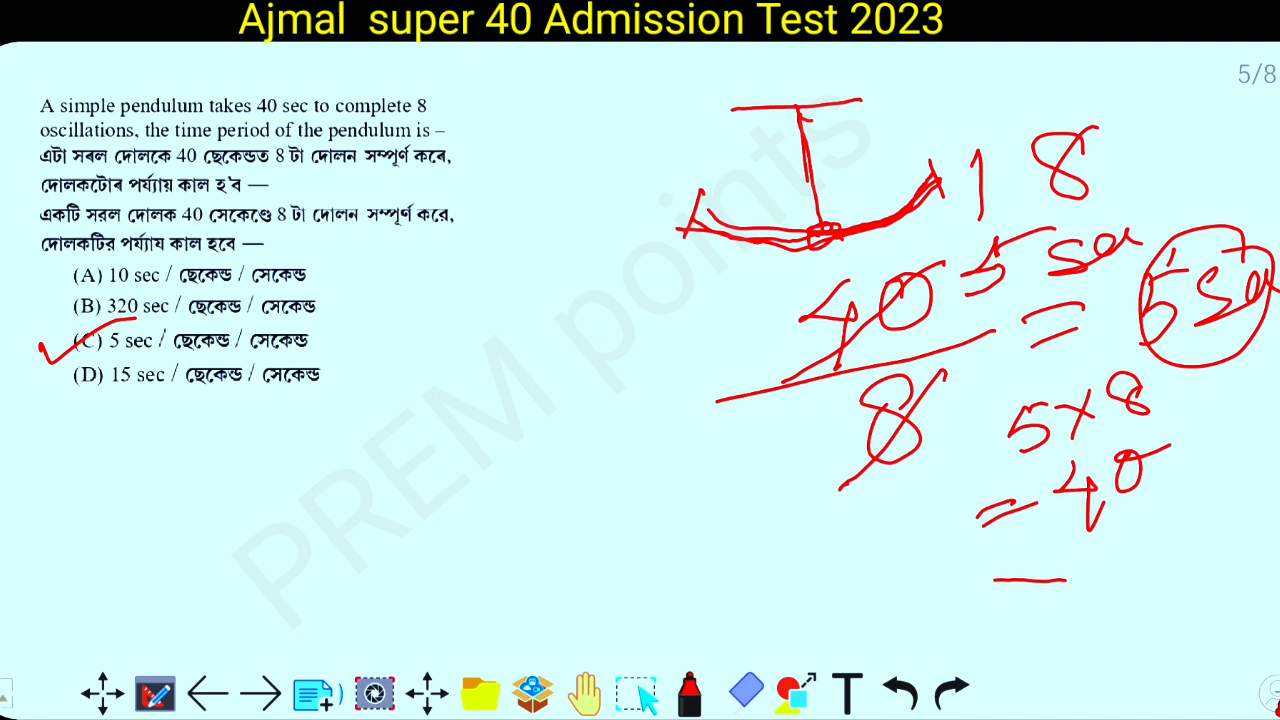 Ajmal super 40 Admission Test 2023
5/8
A simple pendulum takes 40 sec to complete 8
oscillations, the time period of the pendulum is –
এটা সৰল দোলকে 40 ছেকেন্ডত 8 টা দোলন সম্পূৰ্ণ কৰে,
দোলকটোৰ পৰ্য্যায় কাল হ'ব —
একটি সরল দোলক 40 সেকেণ্ডে 8 টা দোলন সম্পূর্ণ করে,
দোলকটির পর্য্যায কাল হবে —
(A) 10 sec / ছেকেন্ড / সেকেন্ড
(B) 320 sec / ছেকেন্ড / সেকেন্ড
(C) 5 sec / ছেকেন্ড / সেকেন্ড
(D) 15 sec / ছেকেন্ড / সেকেন্ড
1 8
5 sec
40
8
= 5 sec
5 x 8
= 40
PREM points
T